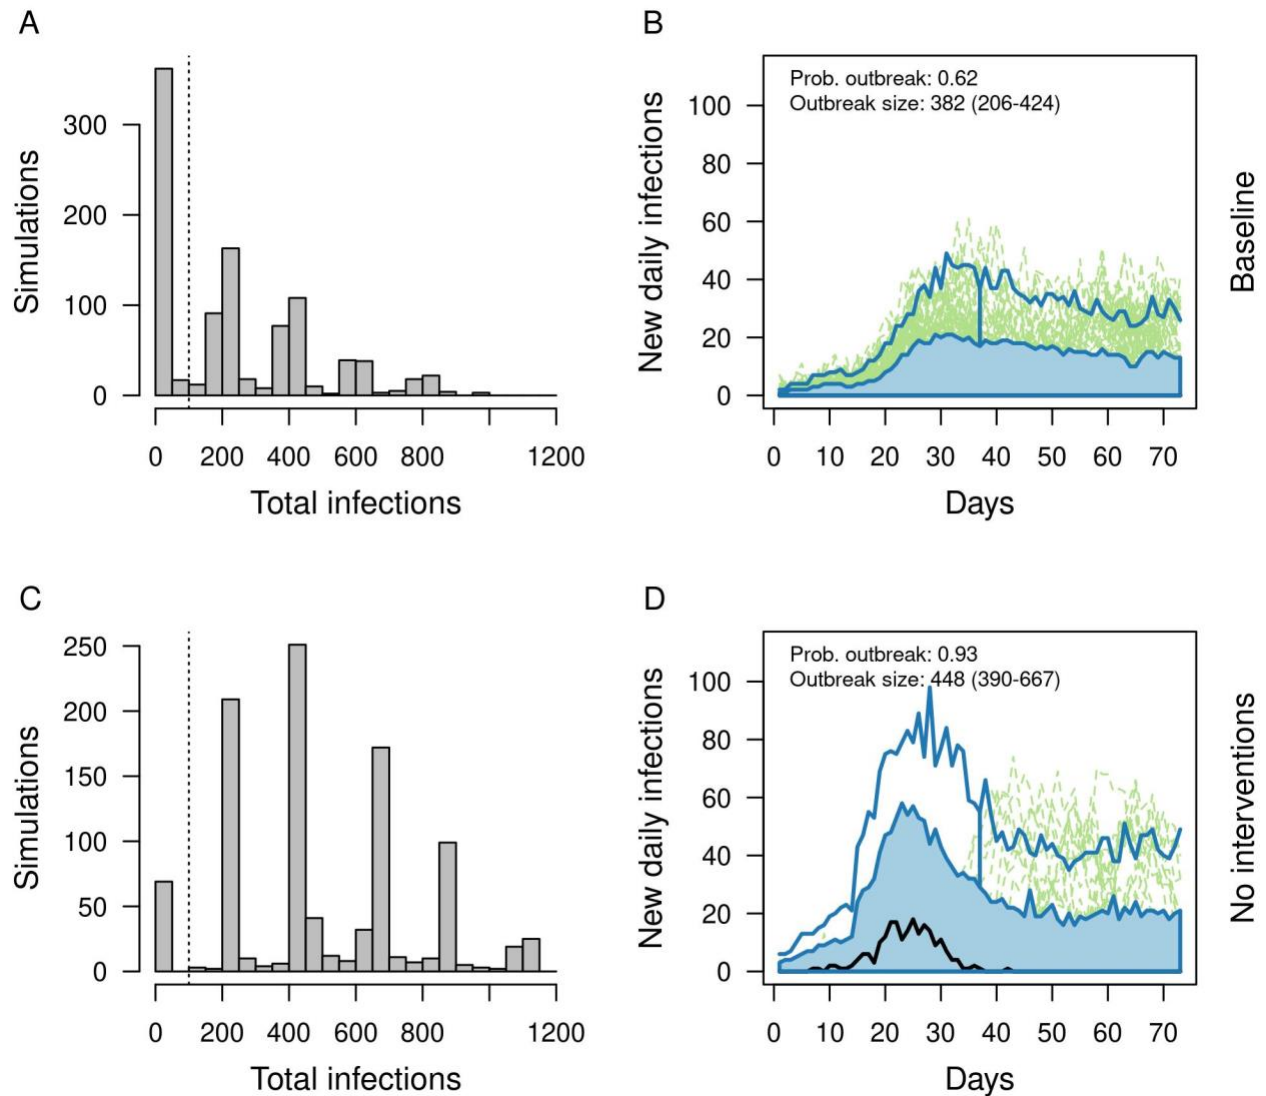 A
Simulations
300
200
100
0
0 200 400 600 800 1200
Total infections
B
New daily infections
100
80
60
40
20
0
Prob. outbreak: 0.62
Outbreak size: 382 (206-424)
0 10 20 30 40 50 60 70
Days
Baseline
C
Simulations
250
200
150
100
50
0
0 200 400 600 800 1200
Total infections
D
New daily infections
100
80
60
40
20
0
Prob. outbreak: 0.93
Outbreak size: 448 (390-667)
0 10 20 30 40 50 60 70
Days
No interventions